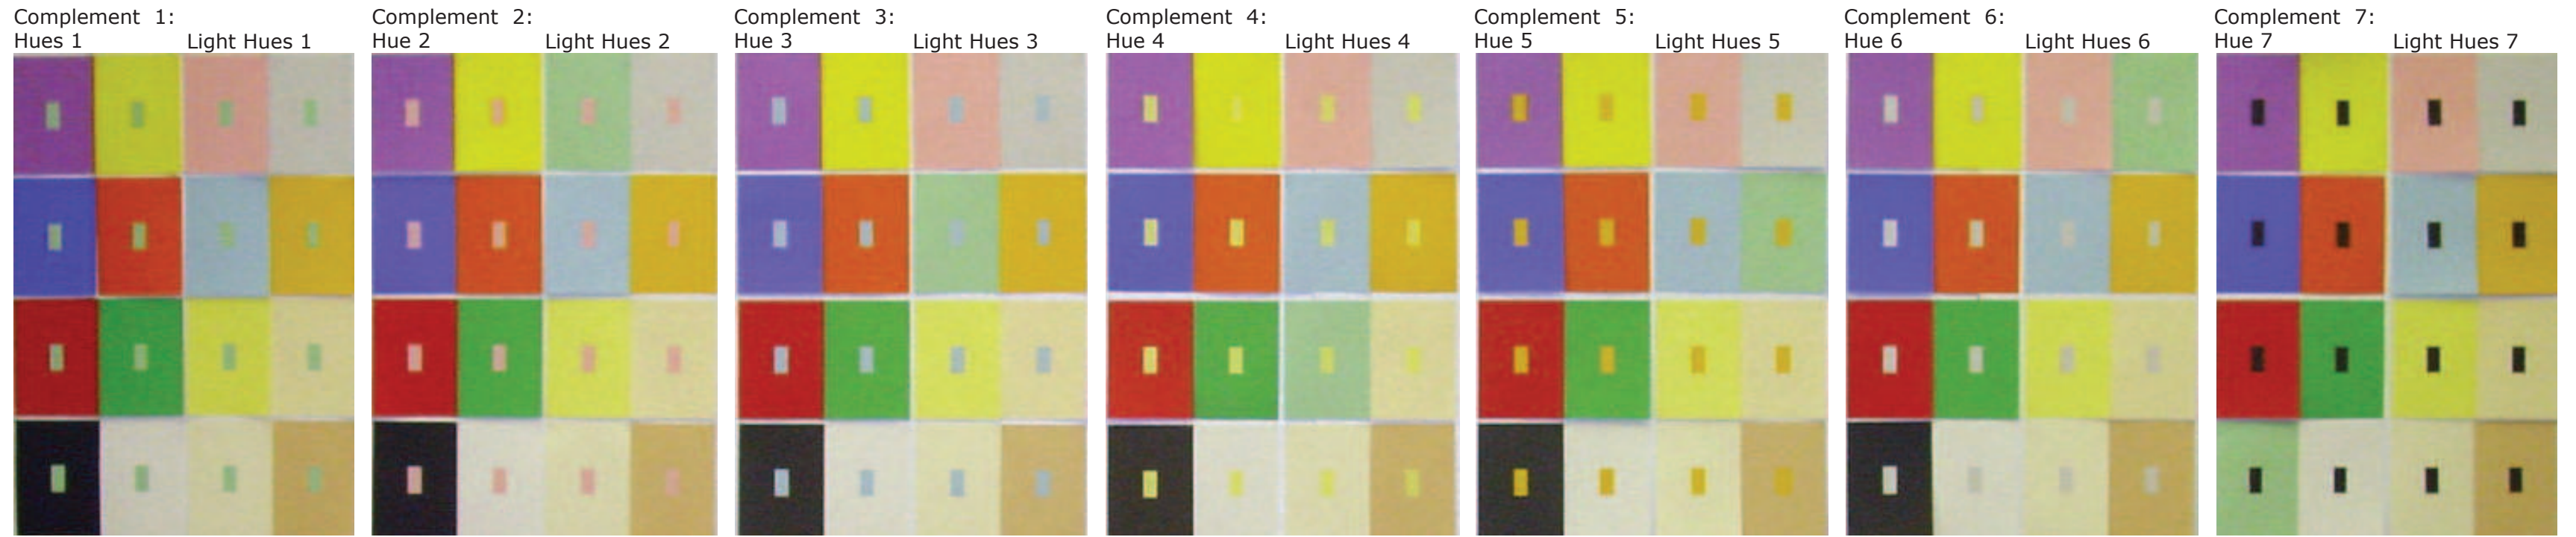 Complement 1:
Hues 1 Light Hues 1
Complement 2:
Hue 2 Light Hues 2
Complement 3:
Hue 3 Light Hues 3
Complement 4:
Hue 4 Light Hues 4
Complement 5:
Hue 5 Light Hues 5
Complement 6:
Hue 6 Light Hues 6
Complement 7:
Hue 7 Light Hues 7